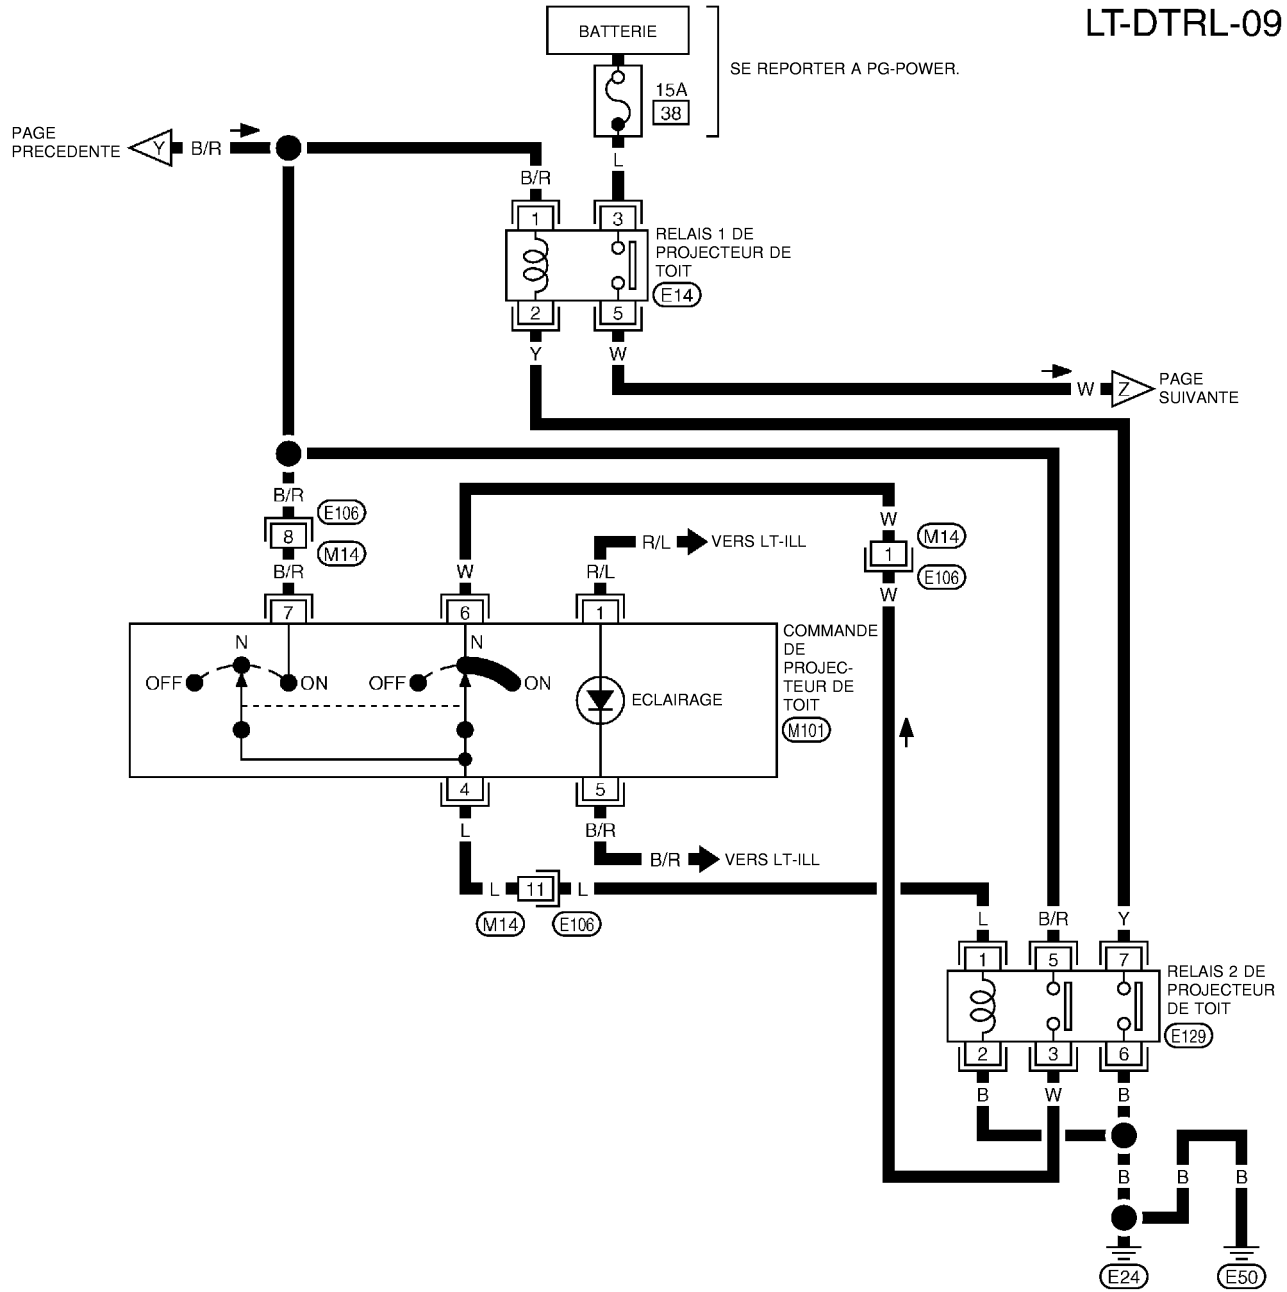 LT-DTRL-09
BATTERIE
SE REPORTER A PG-POWER.
15A
38
PAGE
PRECEDENTE
Y
B/R
L
B/R
1
3
RELAIS 1 DE
PROJECTEUR DE
TOIT
E14
2
5
Y
W
W
Z
PAGE
SUIVANTE
B/R
E106
8
M14
B/R
W
M14
1
E106
W
R/L
VERS LT-ILL
W
R/L
7
6
1
COMMANDE
DE
PROJEC-
TEUR DE
TOIT
M101
N
OFF
ON
N
OFF
ON
ECLAIRAGE
4
5
L
B/R
B/R
VERS LT-ILL
L
11
L
M14
E106
L
B/R
Y
1
5
7
RELAIS 2 DE
PROJECTEUR
DE TOIT
E129
2
3
6
B
W
B
B
B
B
E24
E50